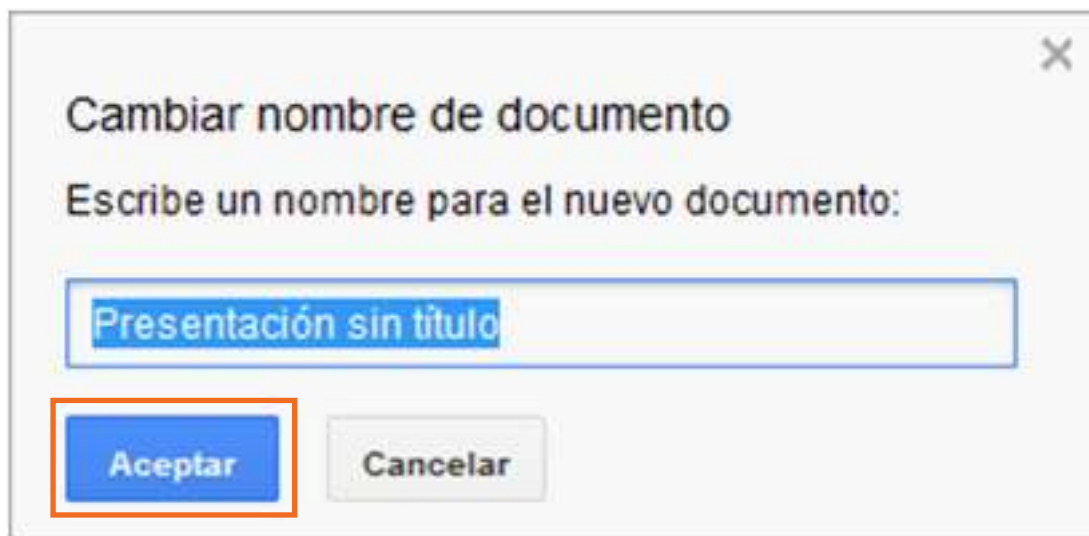 Cambiar nombre de documento
Escribe un nombre para el nuevo documento:
Presentación sin título
Aceptar
Cancelar